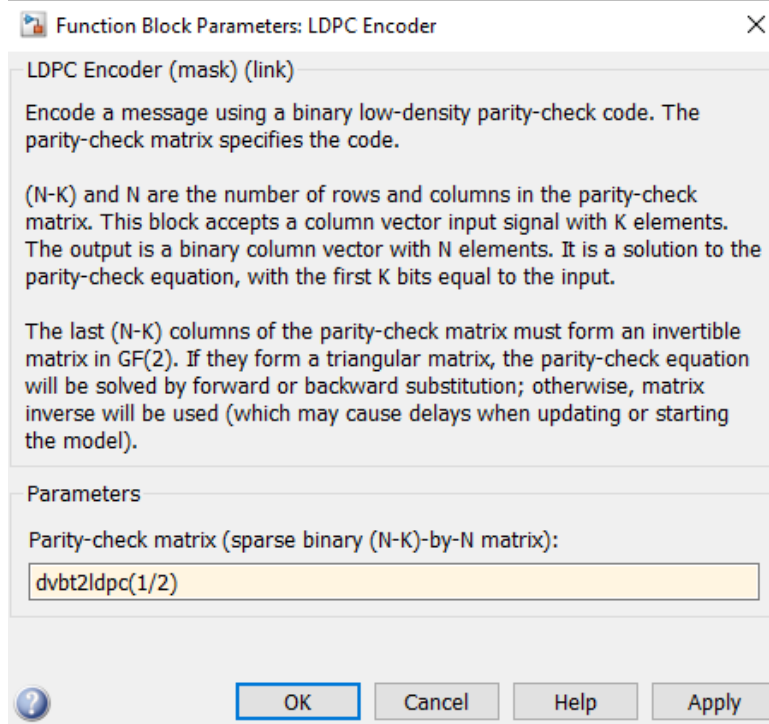 Function Block Parameters: LDPC Encoder
LDPC Encoder (mask) (link)
Encode a message using a binary low-density parity-check code. The
parity-check matrix specifies the code.
(N-K) and N are the number of rows and columns in the parity-check
matrix. This block accepts a column vector input signal with K elements.
The output is a binary column vector with N elements. It is a solution to the
parity-check equation, with the first K bits equal to the input.
The last (N-K) columns of the parity-check matrix must form an invertible
matrix in GF(2). If they form a triangular matrix, the parity-check equation
will be solved by forward or backward substitution; otherwise, matrix
inverse will be used (which may cause delays when updating or starting
the model).
Parameters
Parity-check matrix (sparse binary (N-K)-by-N matrix):
dvbt2ldpc(1/2)
? OK Cancel Help Apply